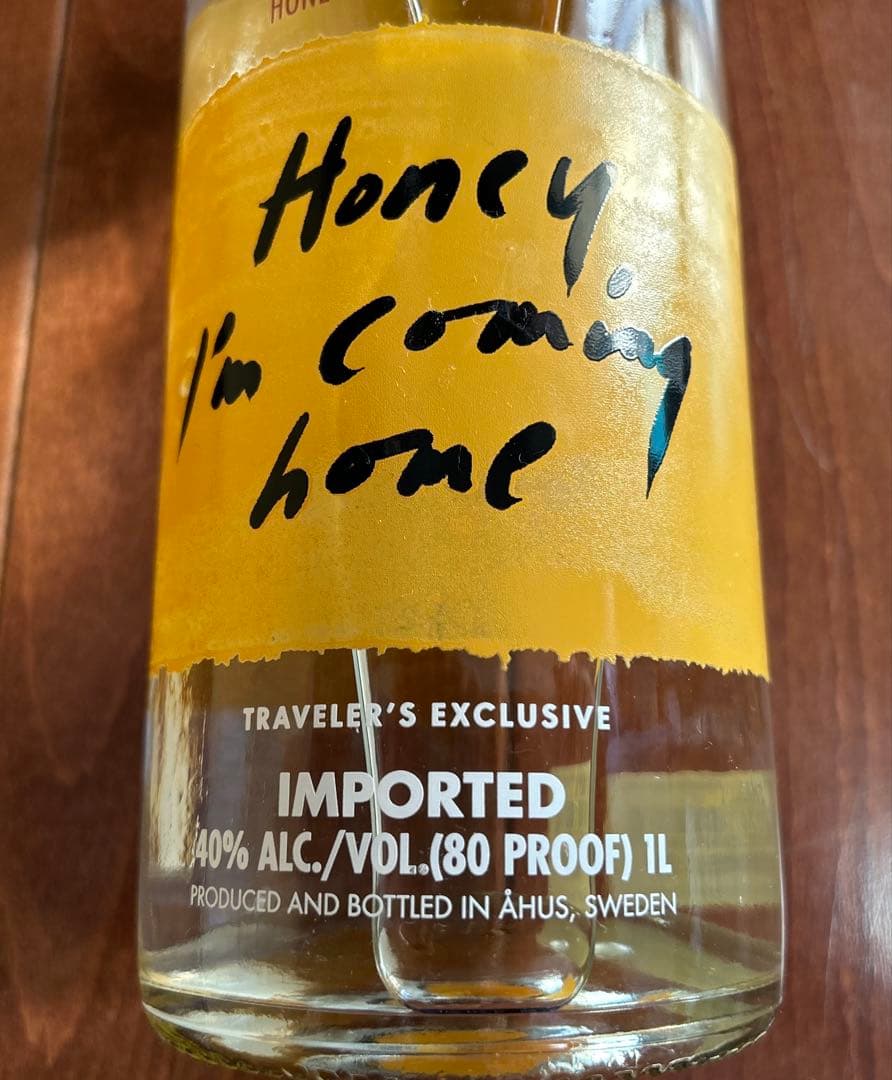 Honey,
I'm coming
home
TRAVELER'S EXCLUSIVE
IMPORTED
40% ALC./VOL.(80 PROOF) 1L
PRODUCED AND BOTTLED IN ÅHUS, SWEDEN